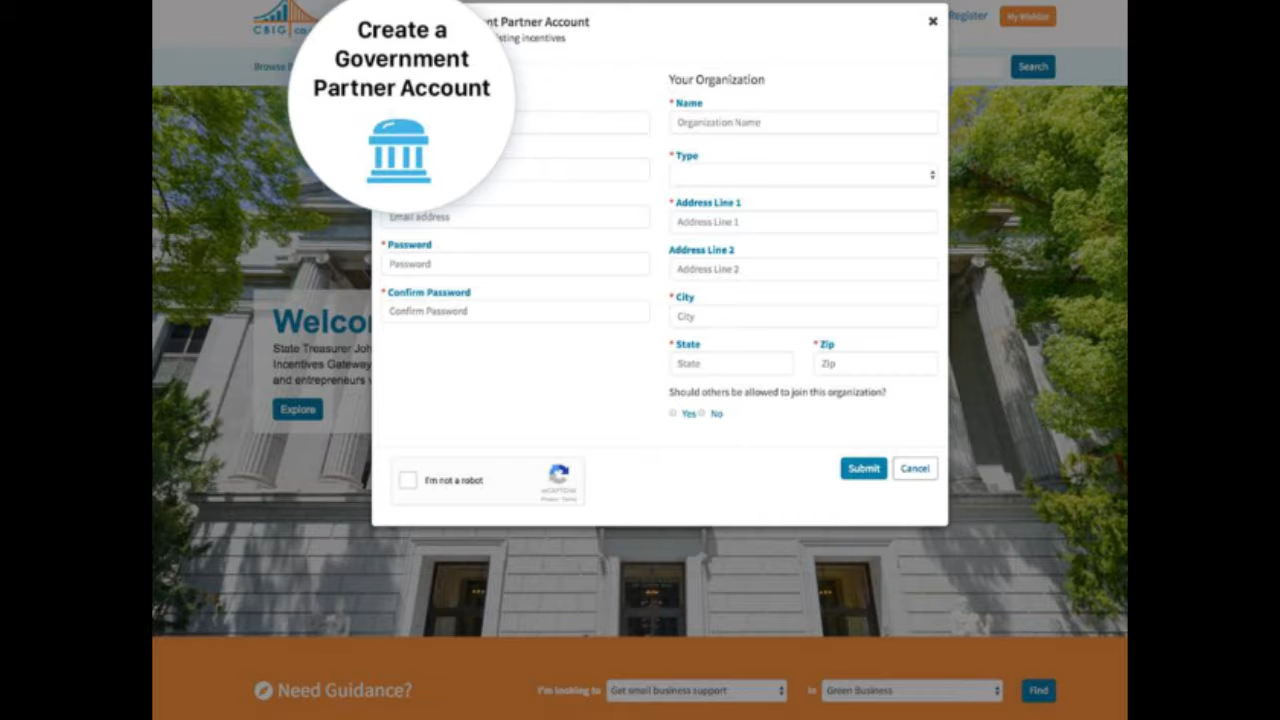 Create a
Government
Partner Account
CBIG
Register
My Wishlist
Search
nt Partner Account
sting incentives
Your Organization
* Name
Organization Name
* Type
* Address Line 1
Address Line 1
Address Line 2
Address Line 2
* City
City
* State
* Zip
State
Zip
Should others be allowed to join this organization?
Yes
No
Email address
* Password
Password
* Confirm Password
Confirm Password
I'm not a robot
reCAPTCHA
Privacy - Terms
Submit
Cancel
Welco
State Treasurer Joh
Incentives Gateway
and entrepreneurs
Explore
Need Guidance?
I'm looking to
Get small business support
in
Green Business
Find